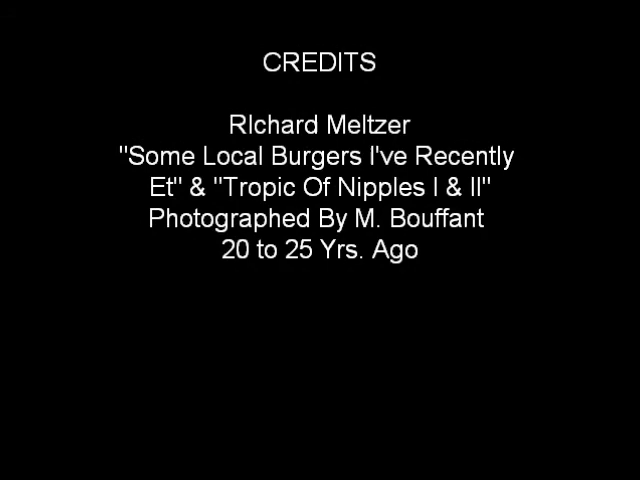 CREDITS
RIchard Meltzer
"Some Local Burgers I've Recently
Et" & "Tropic Of Nipples I & II"
Photographed By M. Bouffant
20 to 25 Yrs. Ago